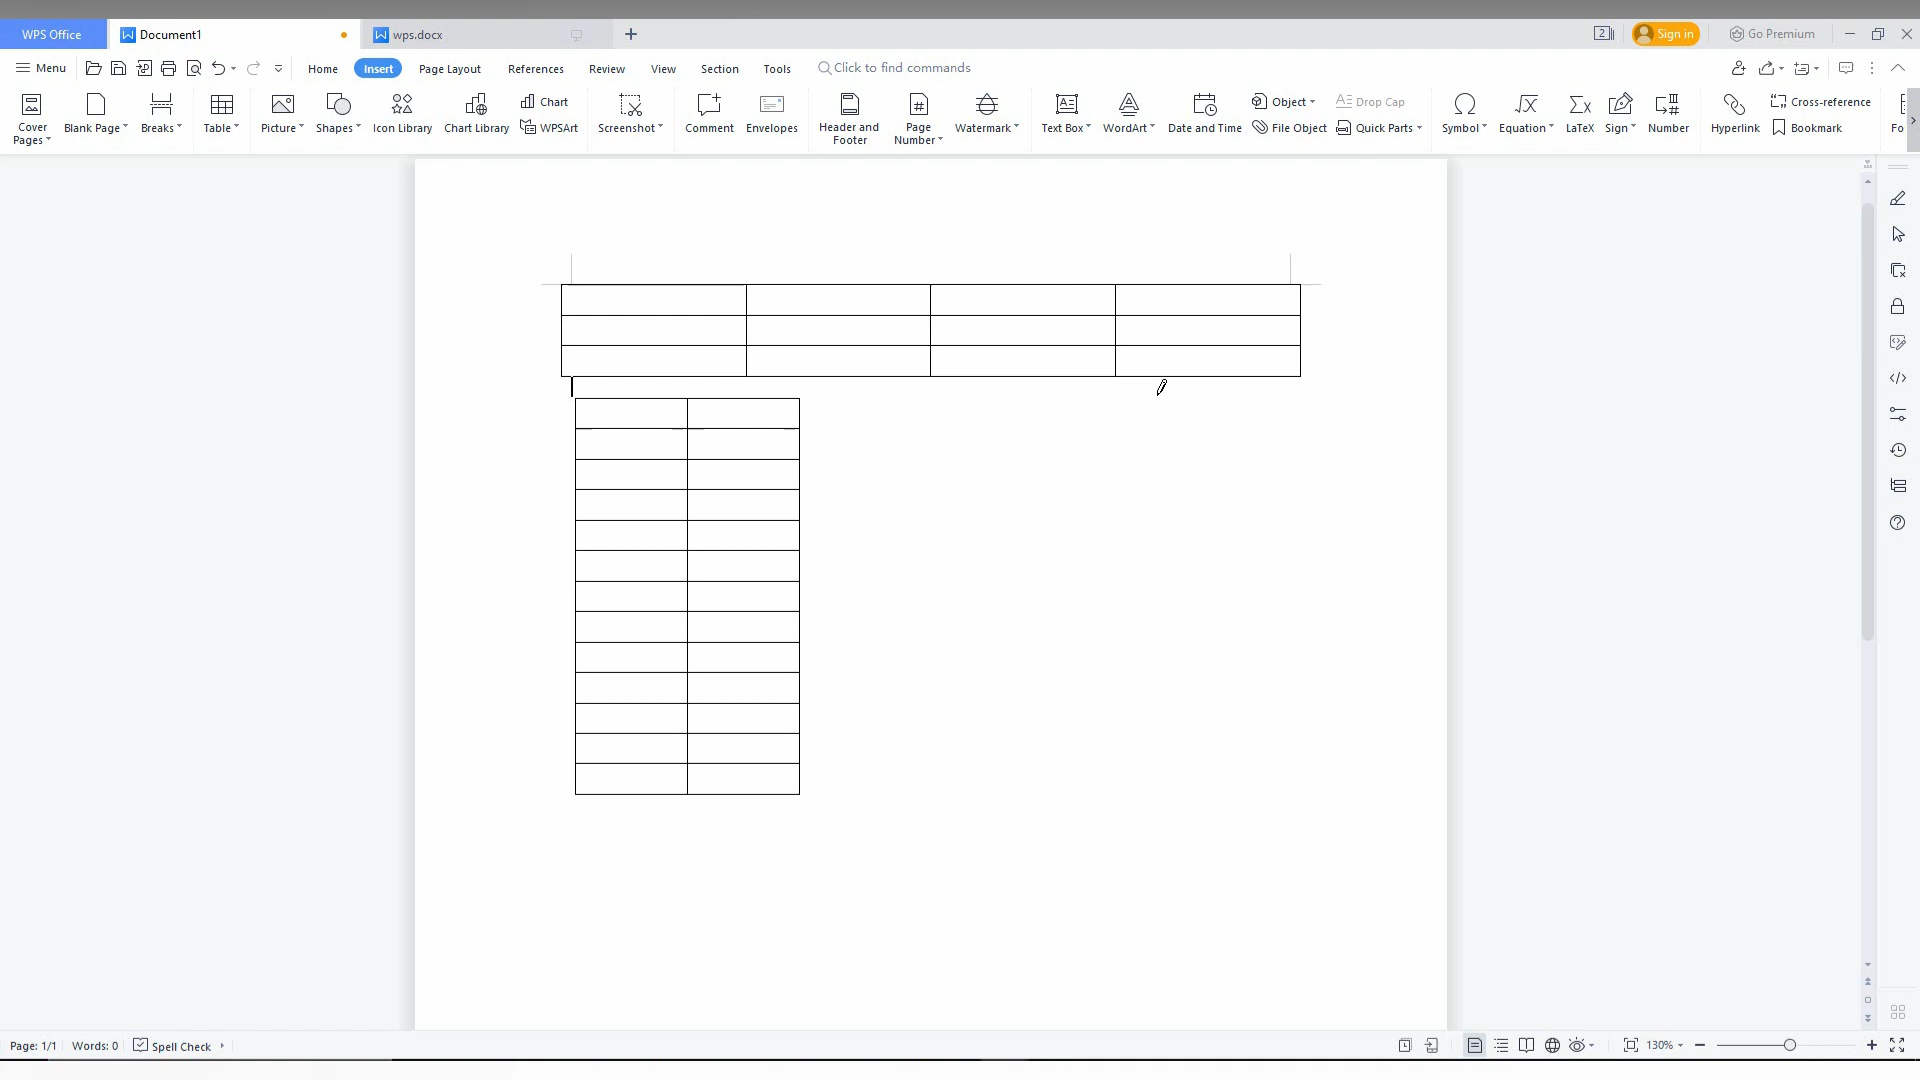 WPS Office Document1 wps.docx 2 Sign in Go Premium
Menu Home Insert Page Layout References Review View Section Tools Click to find commands
Cover Pages Blank Page Breaks Table Picture Shapes Icon Library Chart Library Chart WPSArt Screenshot Comment Envelopes Header and Footer Page Number Watermark Text Box WordArt Date and Time Object File Object Drop Cap Quick Parts Symbol Equation LaTeX Sign Number Hyperlink Cross-reference Bookmark Fo
Page: 1/1 Words: 0 Spell Check 130%